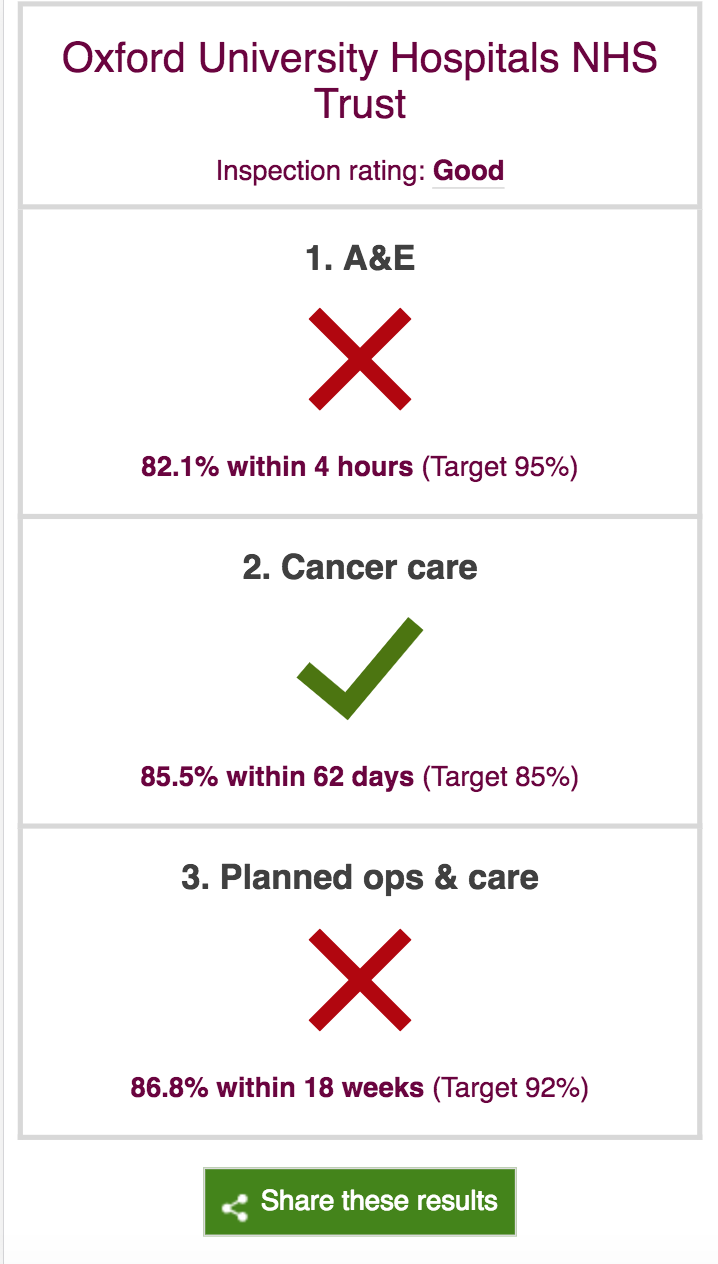 Oxford University Hospitals NHS
Trust
Inspection rating: Good
1. A&E
82.1% within 4 hours (Target 95%)
2. Cancer care
85.5% within 62 days (Target 85%)
3. Planned ops & care
86.8% within 18 weeks (Target 92%)
Share these results